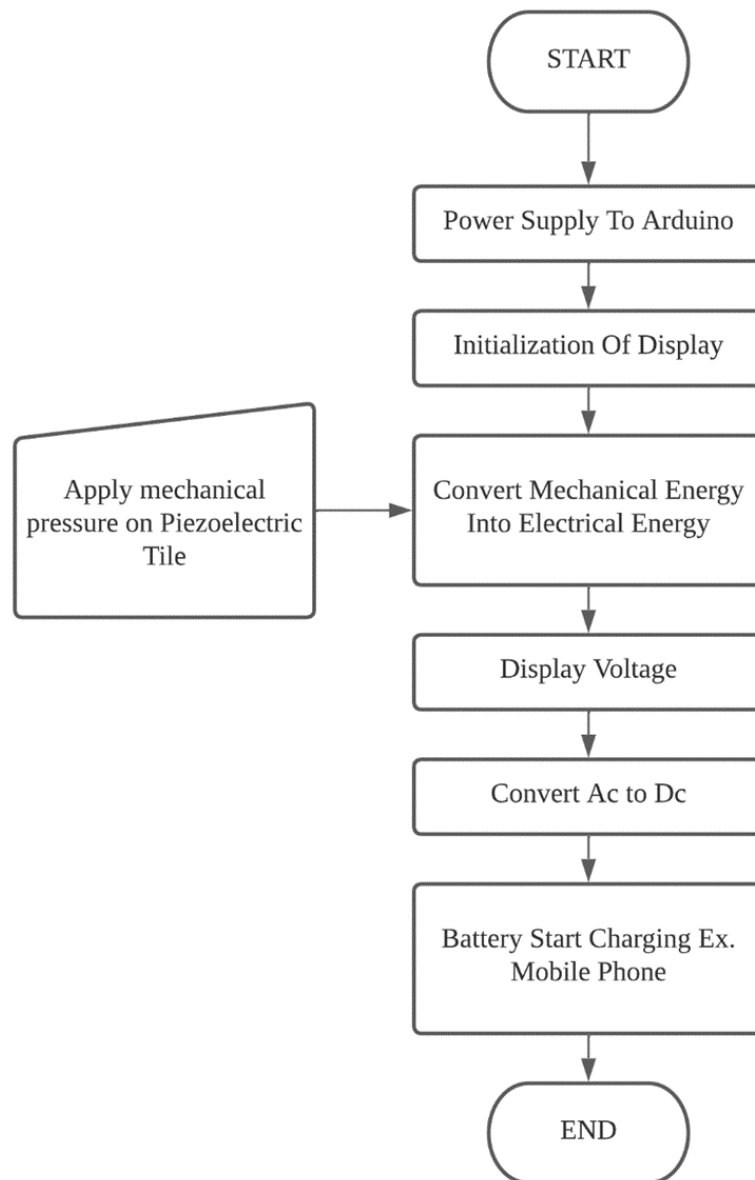 START
Power Supply To Arduino
Initialization Of Display
Apply mechanical
pressure on Piezoelectric
Tile
Convert Mechanical Energy
Into Electrical Energy
Display Voltage
Convert Ac to Dc
Battery Start Charging Ex.
Mobile Phone
END